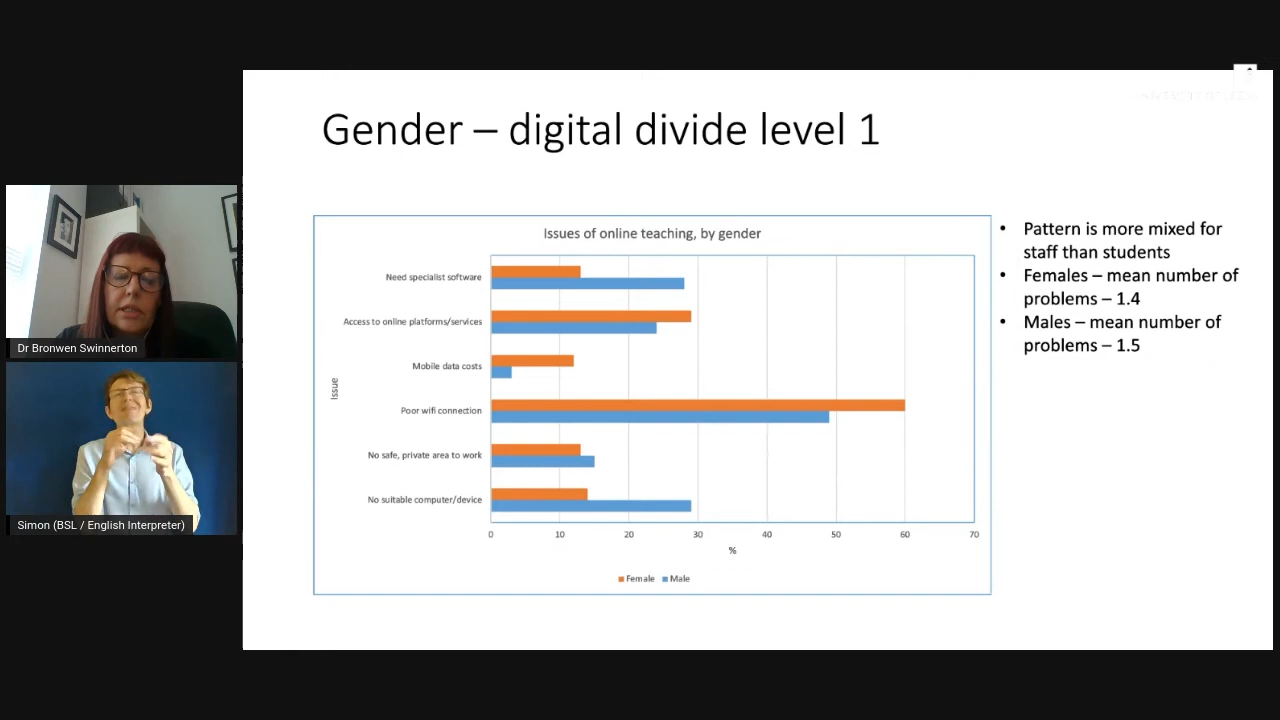 Gender – digital divide level 1
Issues of online teaching, by gender
Issue
Need specialist software
Access to online platforms/services
Mobile data costs
Poor wifi connection
No safe, private area to work
No suitable computer/device
0 10 20 30 40 50 60 70
%
Female Male
• Pattern is more mixed for
staff than students
• Females – mean number of
problems – 1.4
• Males – mean number of
problems – 1.5
Dr Bronwen Swinnerton
Simon (BSL / English Interpreter)